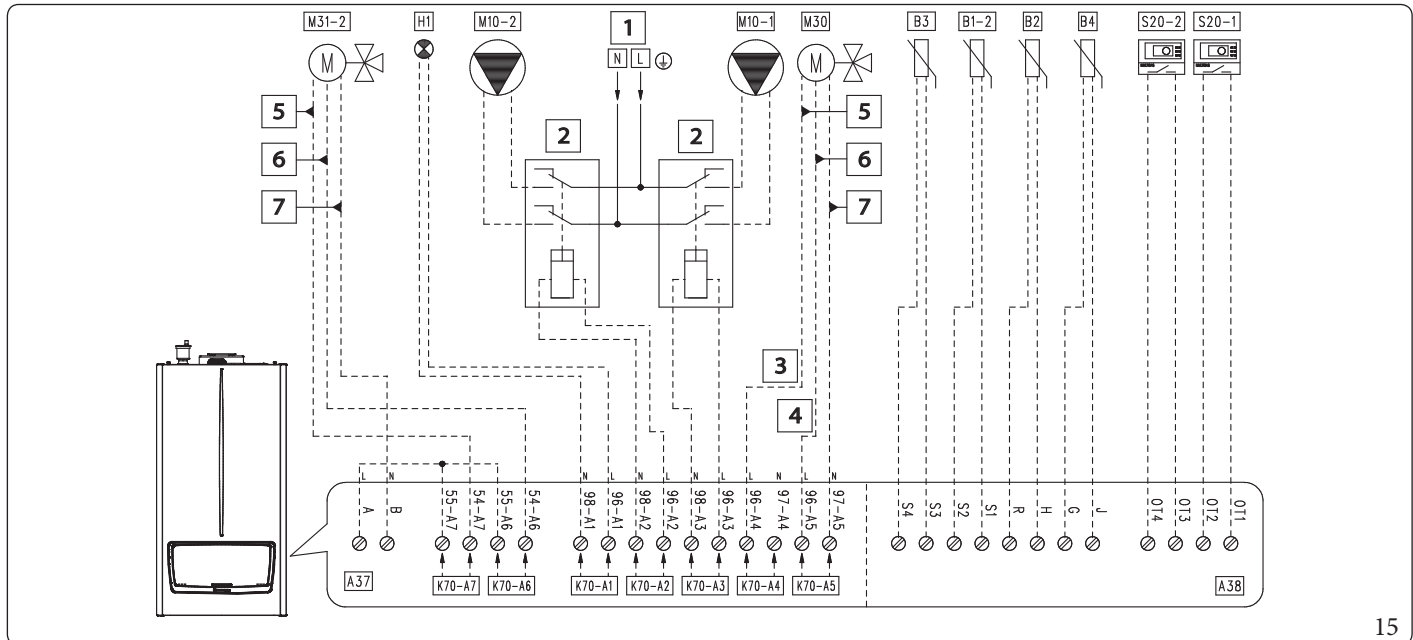 M31-2 H1 M10-2 1 M10-1 M30 B3 B1-2 B2 B4 S20-2 S20-1
N L
M M
5 5
2 2
6 6
7 7
3
4
L N N L N L N L L N L N
A B 55-A7 54-A7 55-A6 54-A6 98-A1 96-A1 98-A2 96-A2 98-A3 96-A3 96-A4 97-A4 96-A5 97-A5 S4 S3 S2 S1 R H G J OT4 OT3 OT2 OT1
A37 K70-A7 K70-A6 K70-A1 K70-A2 K70-A3 K70-A4 K70-A5 A38
15